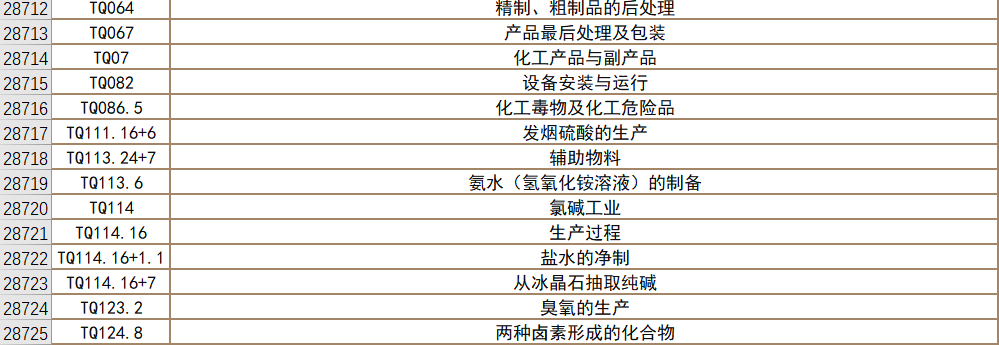 28712 TQ064 精制、粗制品的后处理
28713 TQ067 产品最后处理及包装
28714 TQ07 化工产品与副产品
28715 TQ082 设备安装与运行
28716 TQ086.5 化工毒物及化工危险品
28717 TQ111.16+6 发烟硫酸的生产
28718 TQ113.24+7 辅助物料
28719 TQ113.6 氨水（氢氧化铵溶液）的制备
28720 TQ114 氯碱工业
28721 TQ114.16 生产过程
28722 TQ114.16+1.1 盐水的净制
28723 TQ114.16+7 从冰晶石抽取纯碱
28724 TQ123.2 臭氧的生产
28725 TQ124.8 两种卤素形成的化合物